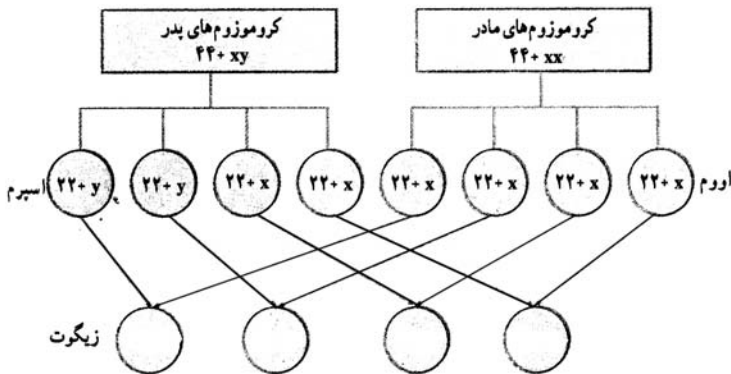 کروموزوم‌های پدر
۴۴+ xy
کروموزوم‌های مادر
۴۴+ xx
اسپرم
۲۲+ y
۲۲+ y
۲۲+ x
۲۲+ x
۲۲+ x
۲۲+ x
۲۲+ x
۲۲+ x
اووم
زیگوت